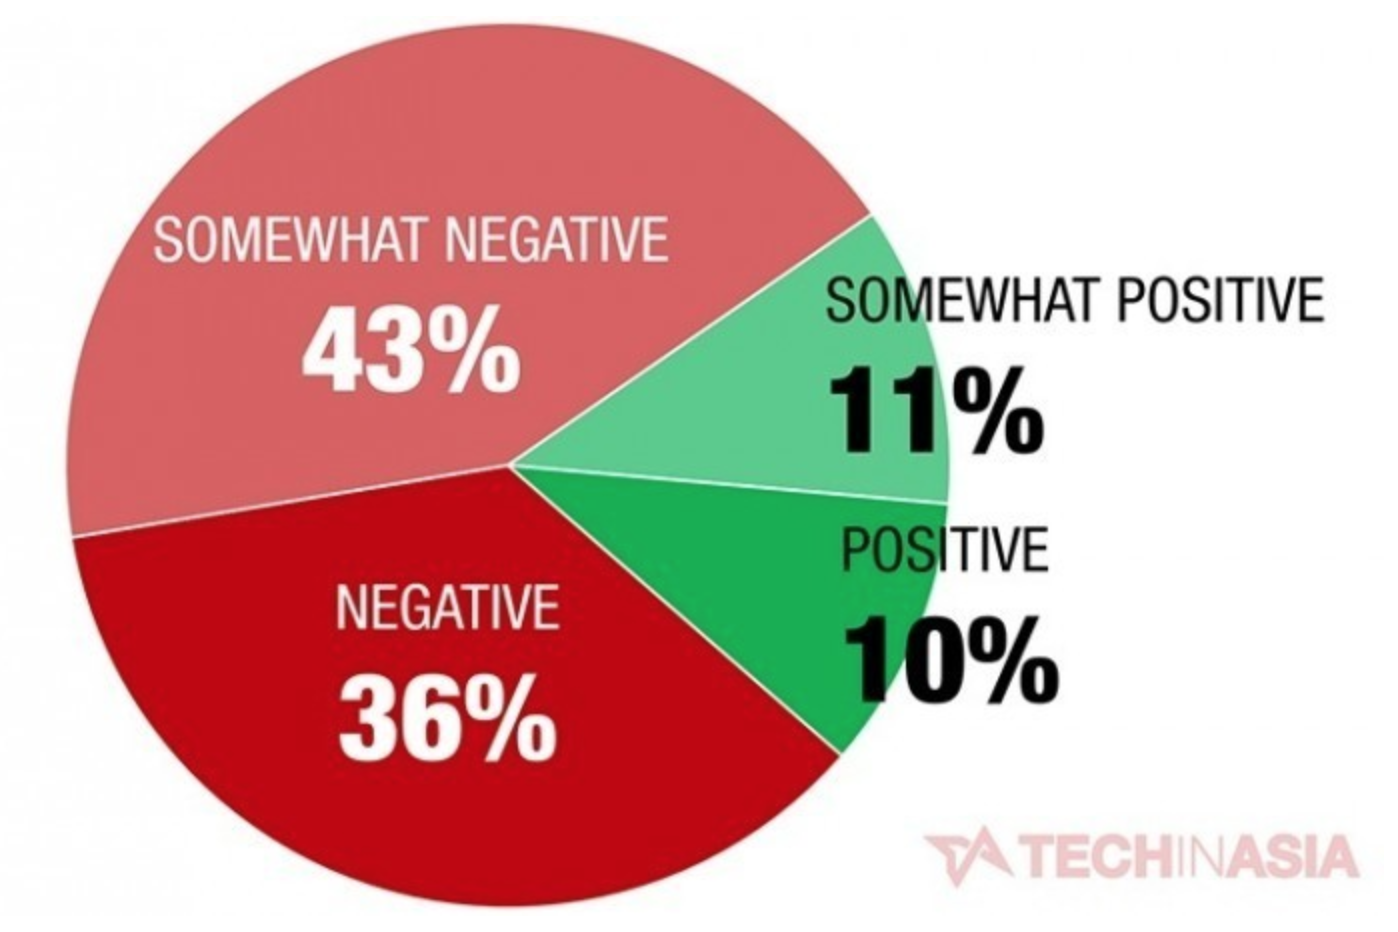 SOMEWHAT NEGATIVE
43%
SOMEWHAT POSITIVE
11%
POSITIVE
10%
NEGATIVE
36%
TECHINASIA